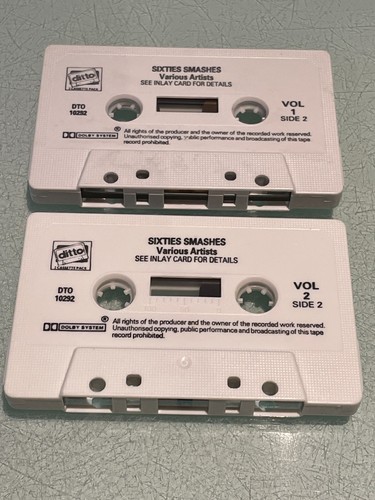 ditto
2 CASSETTE PACK
SIXTIES SMASHES
Various Artists
SEE INLAY CARD FOR DETAILS
DTO
10292
VOL
1
SIDE 2
DOLBY SYSTEM ®
All rights of the producer and the owner of the recorded work reserved.
Unauthorised copying, public performance and broadcasting of this tape
record prohibited.
ditto
2 CASSETTE PACK
SIXTIES SMASHES
Various Artists
SEE INLAY CARD FOR DETAILS
DTO
10292
VOL
2
SIDE 2
DOLBY SYSTEM ®
All rights of the producer and the owner of the recorded work reserved.
Unauthorised copying, public performance and broadcasting of this tape
record prohibited.